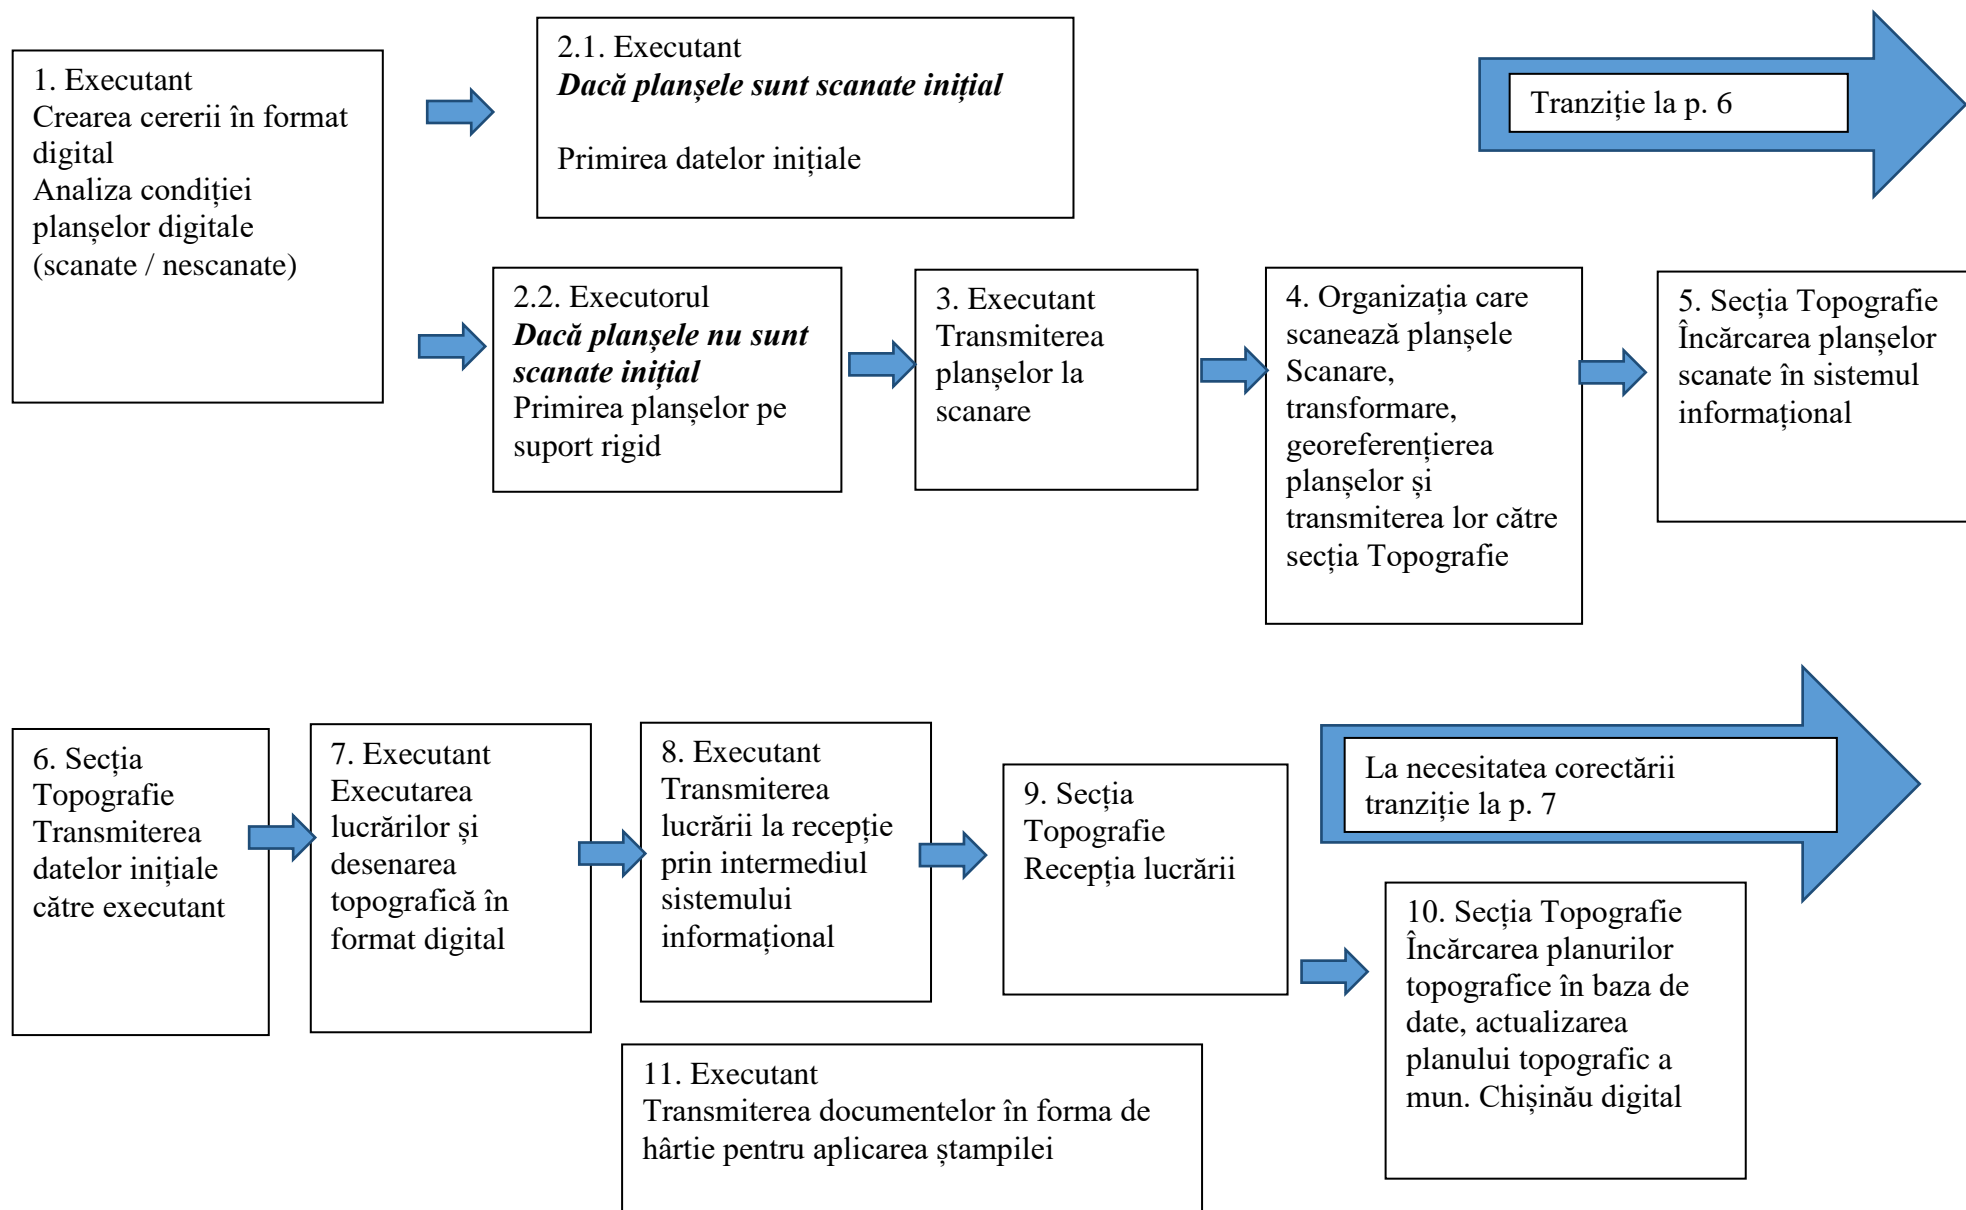 1. Executant
Crearea cererii în format
digital
Analiza condiției
planșelor digitale
(scanate / nescanate)
2.1. Executant
Dacă planșele sunt scanate inițial
Primirea datelor inițiale
Tranziție la p. 6
2.2. Executorul
Dacă planșele nu sunt
scanate inițial
Primirea planșelor pe
suport rigid
3. Executant
Transmiterea
planșelor la
scanare
4. Organizația care
scanează planșele
Scanare,
transformare,
georeferențierea
planșelor și
transmiterea lor către
secția Topografie
5. Secția Topografie
Încărcarea planșelor
scanate în sistemul
informațional
6. Secția
Topografie
Transmiterea
datelor inițiale
către executant
7. Executant
Executarea
lucrărilor și
desenarea
topografică în
format digital
8. Executant
Transmiterea
lucrării la recepție
prin intermediul
sistemului
informațional
9. Secția
Topografie
Recepția lucrării
La necesitatea corectării
tranziție la p. 7
10. Secția Topografie
Încărcarea planurilor
topografice în baza de
date, actualizarea
planului topografic a
mun. Chișinău digital
11. Executant
Transmiterea documentelor în forma de
hârtie pentru aplicarea ștampilei